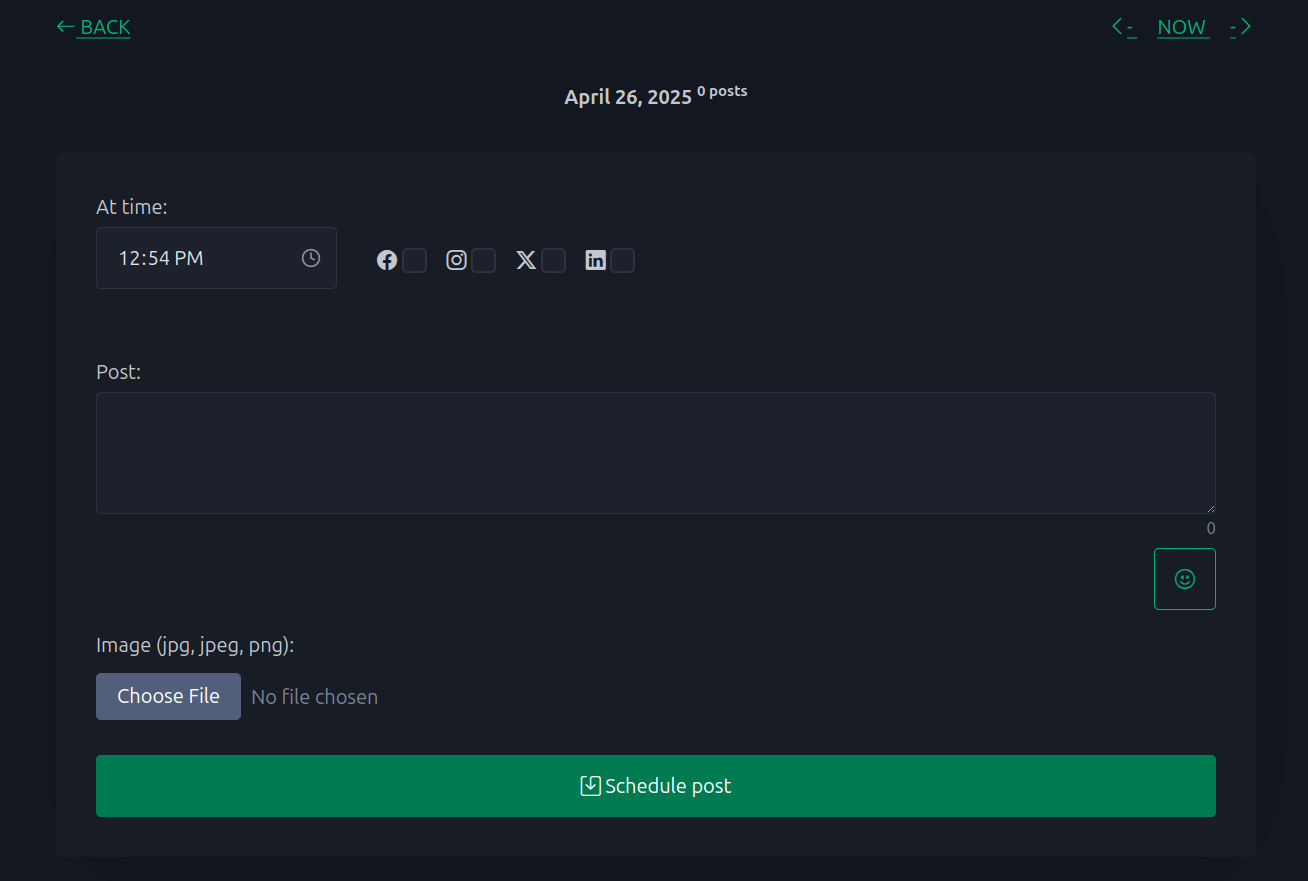 ← BACK
<- NOW ->
April 26, 2025 0 posts
At time:
12:54 PM
Post:
0
Image (jpg, jpeg, png):
Choose File No file chosen
Schedule post